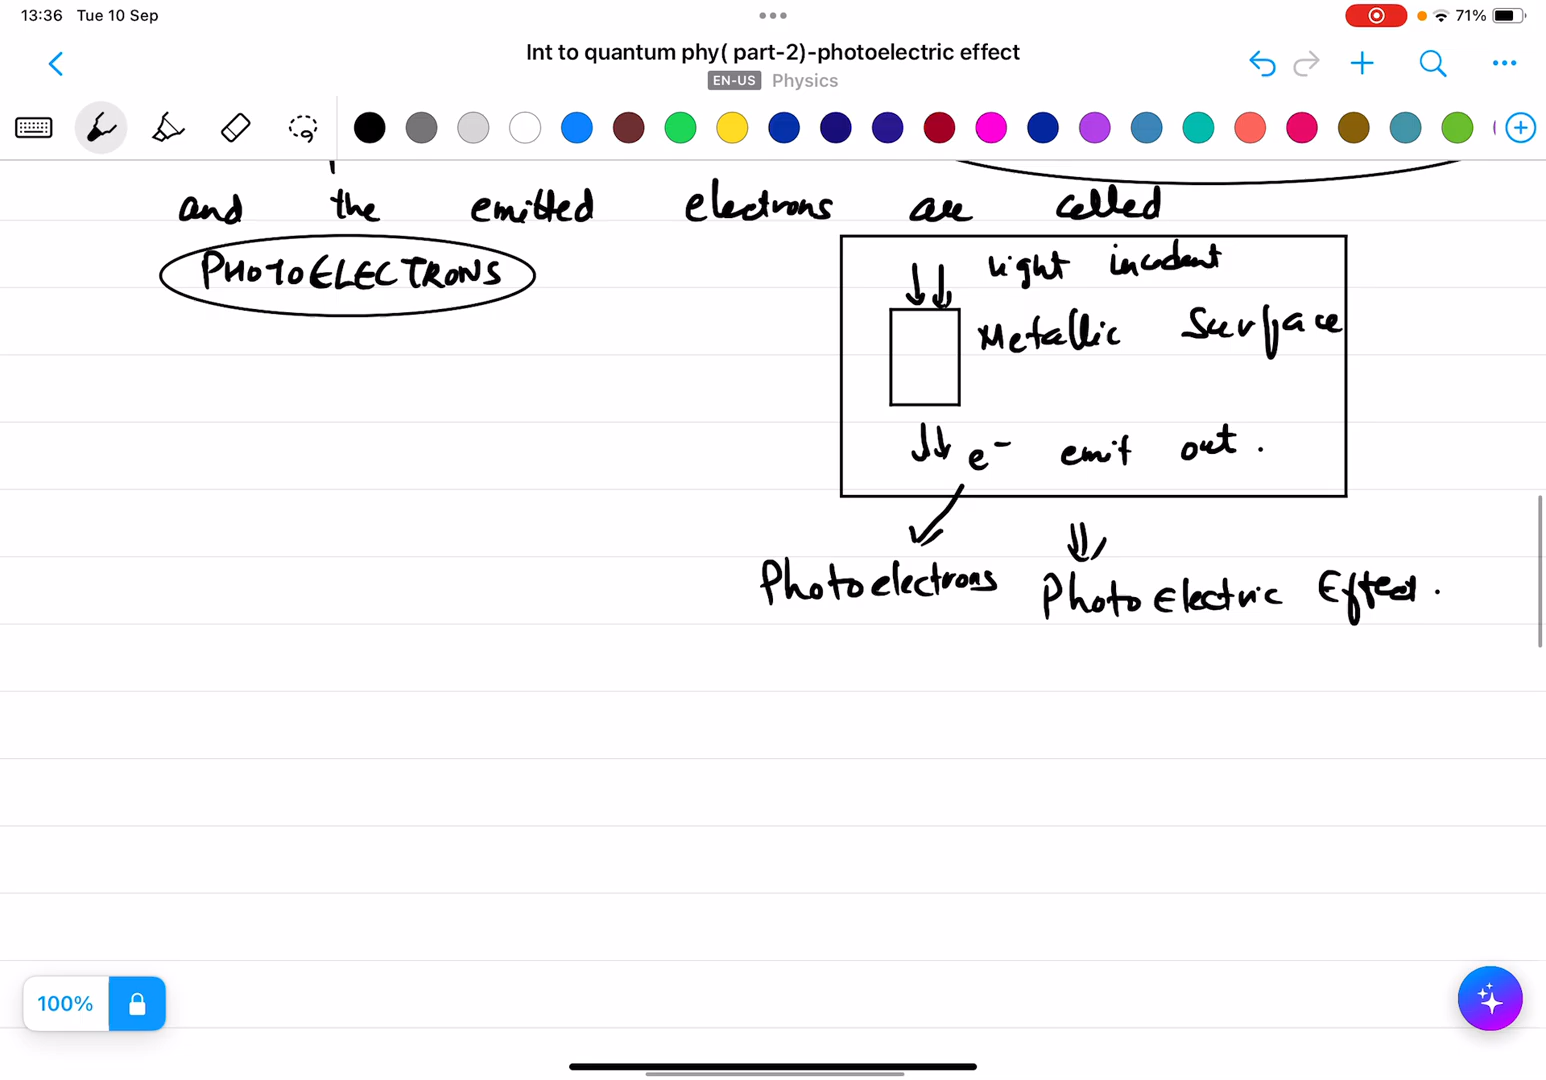 13:36 Tue 10 Sep
71%
Int to quantum phy( part-2)-photoelectric effect
EN-US Physics
and the emitted electrons are called
PHOTOELECTRONS
light incident
Metallic Surface
e- emit out.
Photoelectrons
Photo Electric Effect.
100%